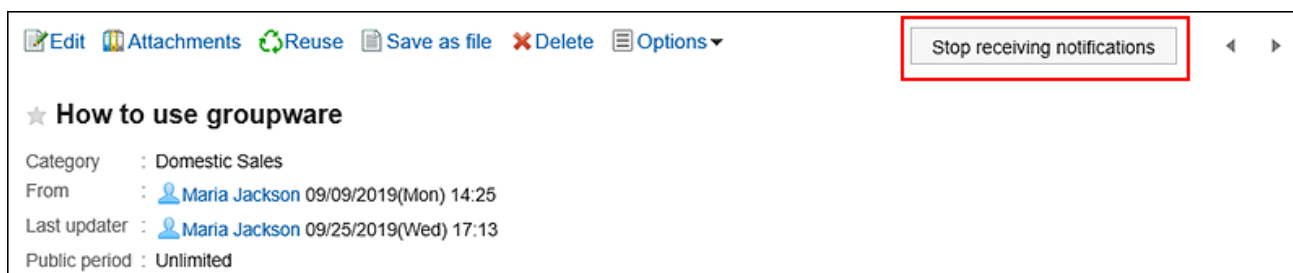 Edit Attachments Reuse Save as file Delete Options Stop receiving notifications
How to use groupware
Category : Domestic Sales
From : Maria Jackson 09/09/2019(Mon) 14:25
Last updater : Maria Jackson 09/25/2019(Wed) 17:13
Public period : Unlimited